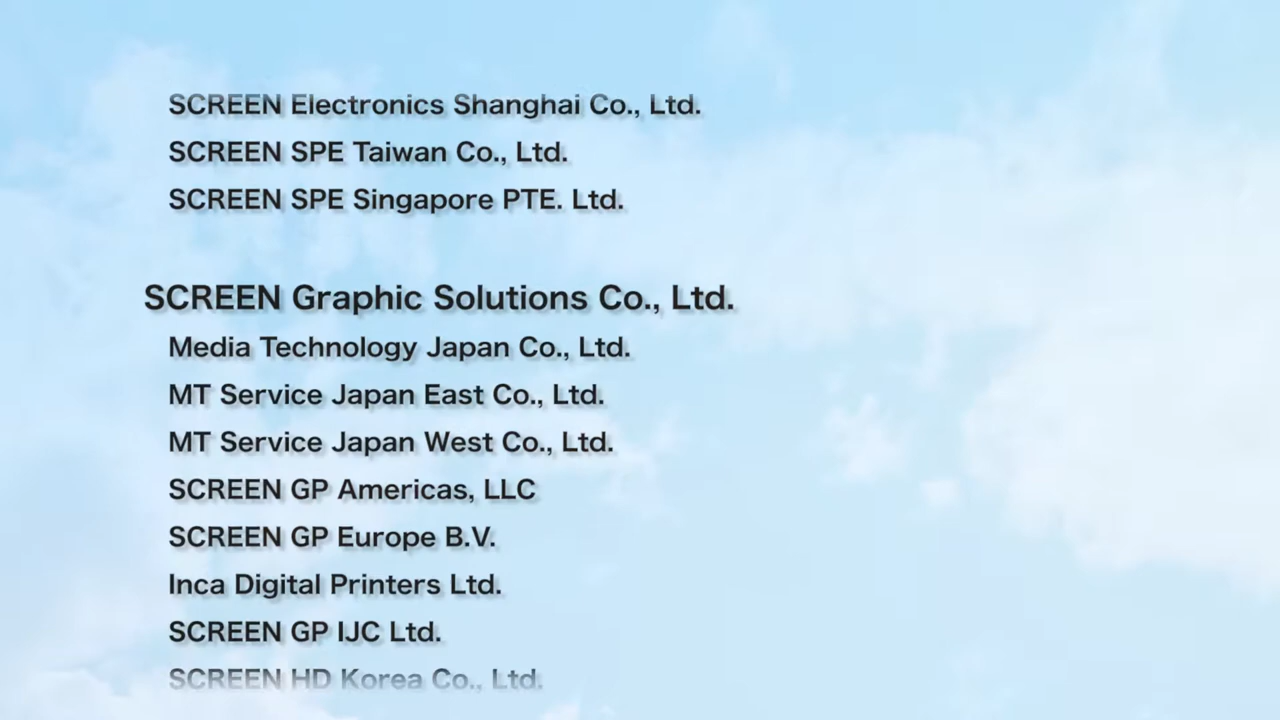 SCREEN Electronics Shanghai Co., Ltd.
SCREEN SPE Taiwan Co., Ltd.
SCREEN SPE Singapore PTE. Ltd.
SCREEN Graphic Solutions Co., Ltd.
Media Technology Japan Co., Ltd.
MT Service Japan East Co., Ltd.
MT Service Japan West Co., Ltd.
SCREEN GP Americas, LLC
SCREEN GP Europe B.V.
Inca Digital Printers Ltd.
SCREEN GP IJC Ltd.
SCREEN HD Korea Co., Ltd.